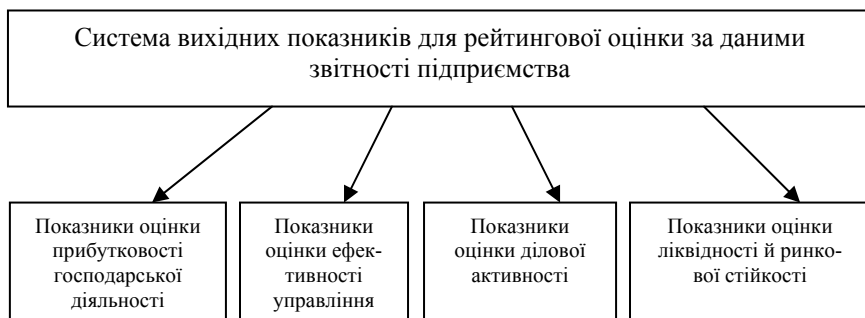 Система вихідних показників для рейтингової оцінки за даними
звітності підприємства
Показники оцінки
прибутковості
господарської
діяльності
Показники
оцінки ефек-
тивності
управління
Показники
оцінки ділової
активності
Показники оцінки
ліквідності й ринко-
вої стійкості